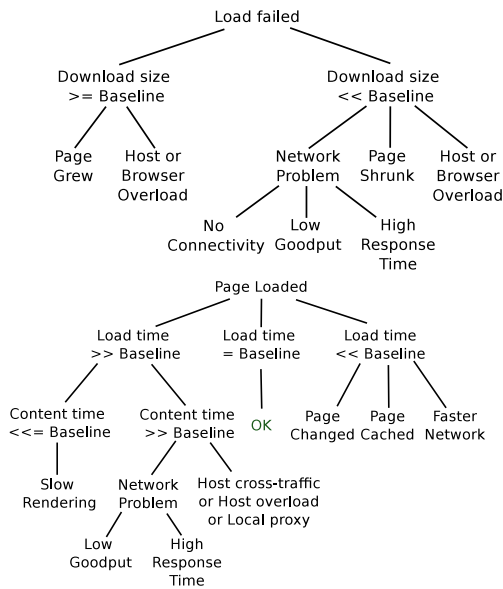 Load failed
Download size
>= Baseline
Download size
<< Baseline
Page
Grew
Host or
Browser
Overload
Network
Problem
Page
Shrunk
Host or
Browser
Overload
No
Connectivity
Low
Goodput
High
Response
Time
Page Loaded
Load time
>> Baseline
Load time
= Baseline
Load time
<< Baseline
Content time
<<= Baseline
Content time
>> Baseline
OK
Page
Changed
Page
Cached
Faster
Network
Slow
Rendering
Network
Problem
Host cross-traffic
or Host overload
or Local proxy
Low
Goodput
High
Response
Time